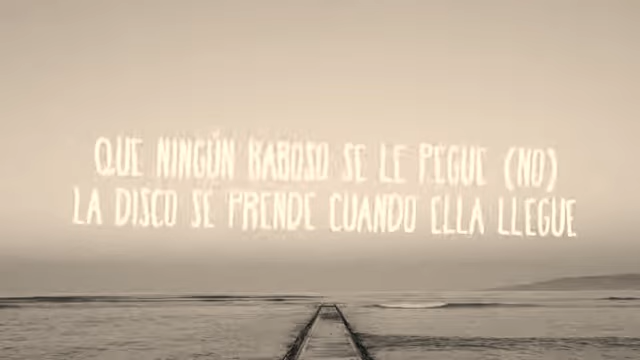 QUE NINGÚN BABOSO SE LE PEGUE (NO)
LA DISCO SE PRENDE CUANDO ELLA LLEGUE